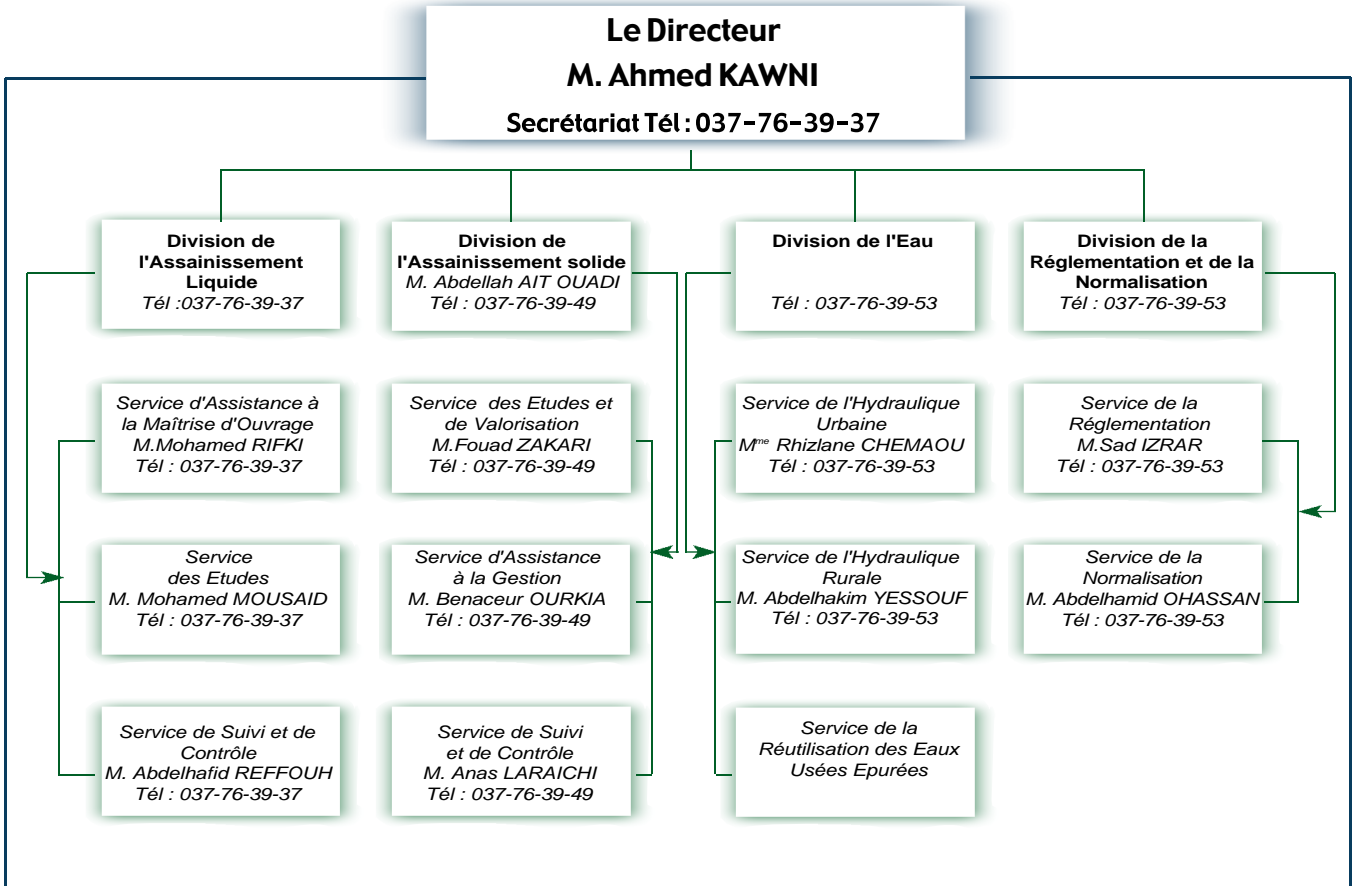 Le Directeur
M. Ahmed KAWNI
Secrétariat Tél : 037-76-39-37
Division de
l'Assainissement
Liquide
Tél :037-76-39-37
Division de
l'Assainissement solide
M. Abdellah AIT OUADI
Tél : 037-76-39-49
Division de l'Eau
Tél : 037-76-39-53
Division de la
Réglementation et de la
Normalisation
Tél : 037-76-39-53
Service d'Assistance à
la Maîtrise d'Ouvrage
M.Mohamed RIFKI
Tél : 037-76-39-37
Service des Etudes et
de Valorisation
M.Fouad ZAKARI
Tél : 037-76-39-49
Service de l'Hydraulique
Urbaine
Mme Rhizlane CHEMAOU
Tél : 037-76-39-53
Service de la
Réglementation
M.Sad IZRAR
Tél : 037-76-39-53
Service
des Etudes
M. Mohamed MOUSAID
Tél : 037-76-39-37
Service d'Assistance
à la Gestion
M. Benaceur OURKIA
Tél : 037-76-39-49
Service de l'Hydraulique
Rurale
M. Abdelhakim YESSOUF
Tél : 037-76-39-53
Service de la
Normalisation
M. Abdelhamid OHASSAN
Tél : 037-76-39-53
Service de Suivi et de
Contrôle
M. Abdelhafid REFFOUH
Tél : 037-76-39-37
Service de Suivi
et de Contrôle
M. Anas LARAICHI
Tél : 037-76-39-49
Service de la
Réutilisation des Eaux
Usées Epurées